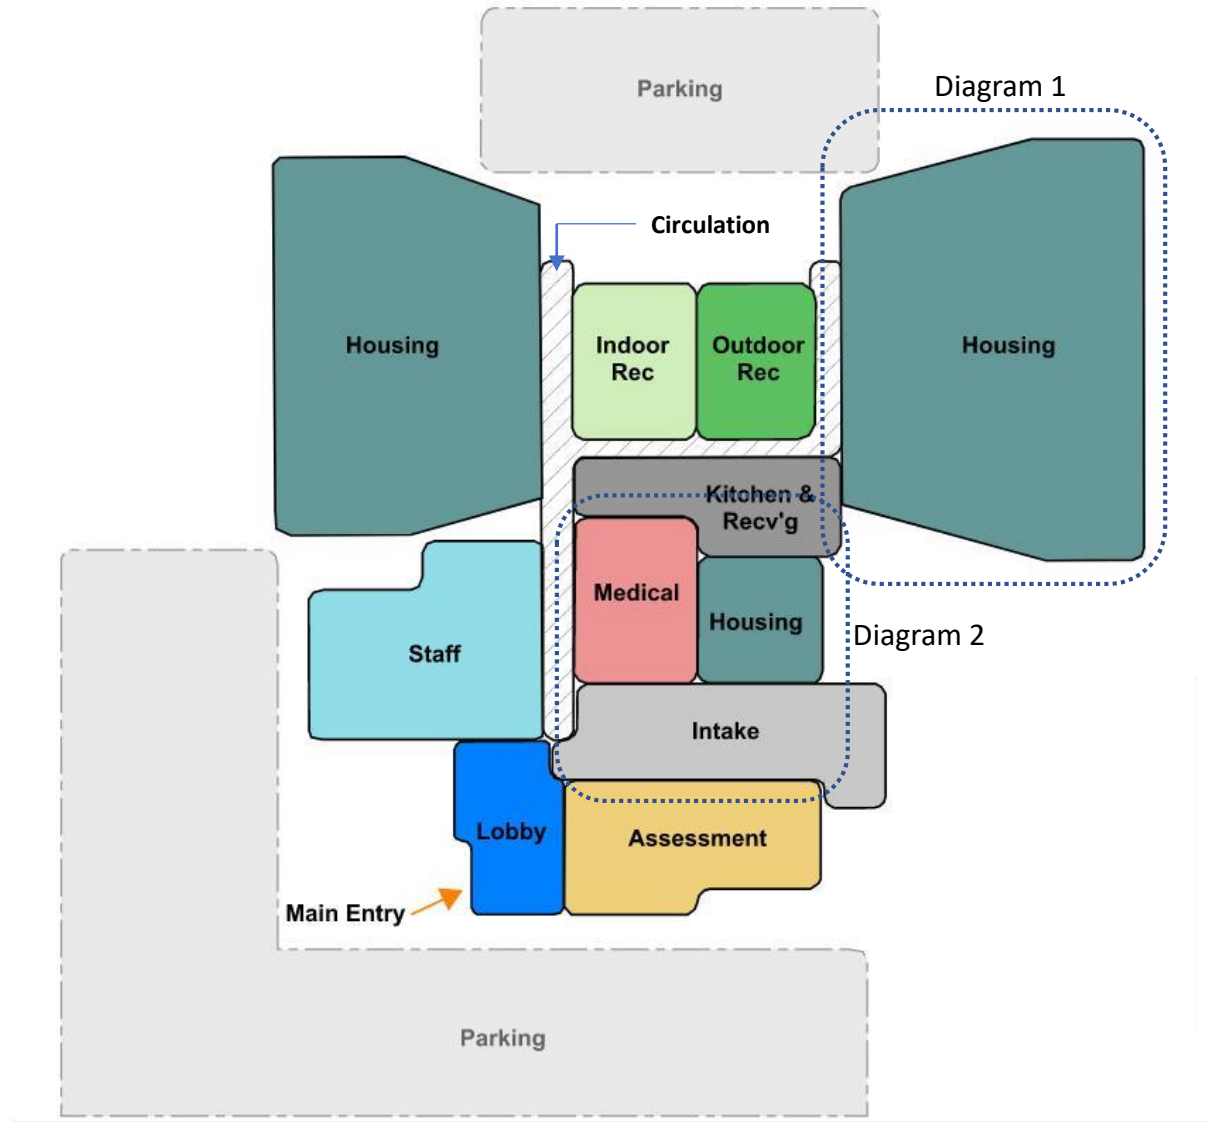 Parking
Diagram 1
Circulation
Housing
Indoor
Rec
Outdoor
Rec
Housing
Kitchen &
Recv'g
Medical
Housing
Diagram 2
Staff
Intake
Lobby
Assessment
Main Entry
Parking